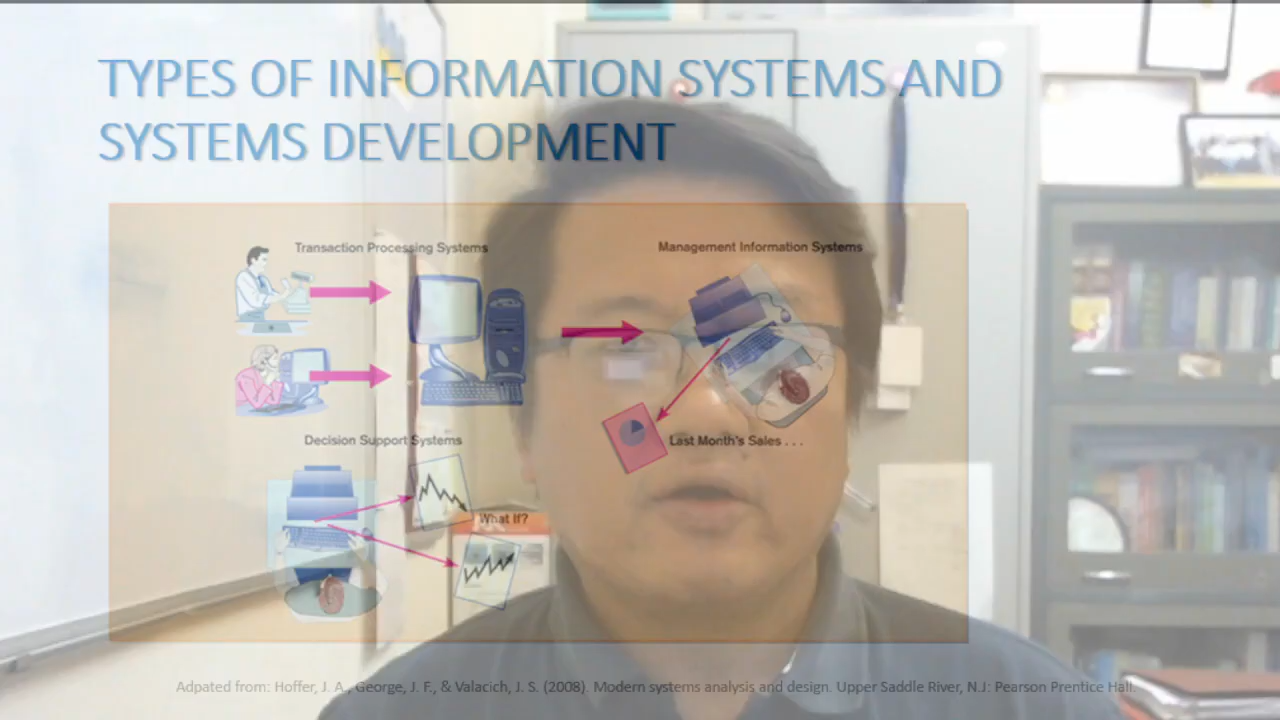 TYPES OF INFORMATION SYSTEMS AND
SYSTEMS DEVELOPMENT
Transaction Processing Systems
Management Information Systems
Decision Support Systems
Last Month's Sales . . .
What If?
Adpated from: Hoffer, J. A., George, J. F., & Valacich, J. S. (2008). Modern systems analysis and design. Upper Saddle River, N.J: Pearson Prentice Hall.